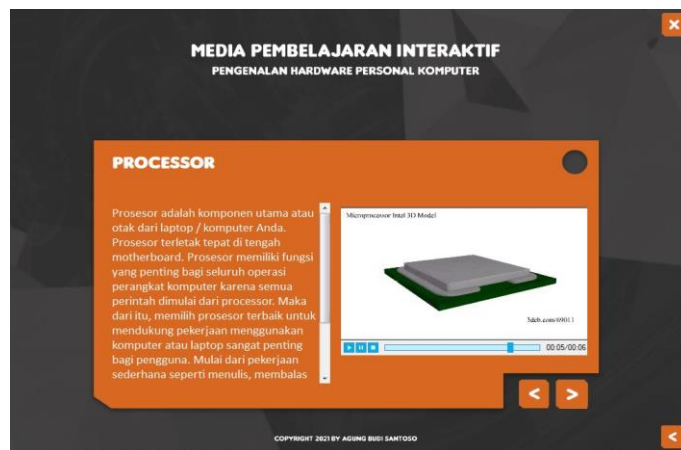 MEDIA PEMBELAJARAN INTERAKTIF
PENGENALAN HARDWARE PERSONAL KOMPUTER
PROCESSOR
Prosesor adalah komponen utama atau
otak dari laptop / komputer Anda.
Prosesor terletak tepat di tengah
motherboard. Prosesor memiliki fungsi
yang penting bagi seluruh operasi
perangkat komputer karena semua
perintah dimulai dari processor. Maka
dari itu, memilih prosesor terbaik untuk
mendukung pekerjaan menggunakan
komputer atau laptop sangat penting
bagi pengguna. Mulai dari pekerjaan
sederhana seperti menulis, membalas
Microprocessor Intel 3D Model
00:05/00:06
COPYRIGHT 2021 BY AGUNG BUDI SANTOSO